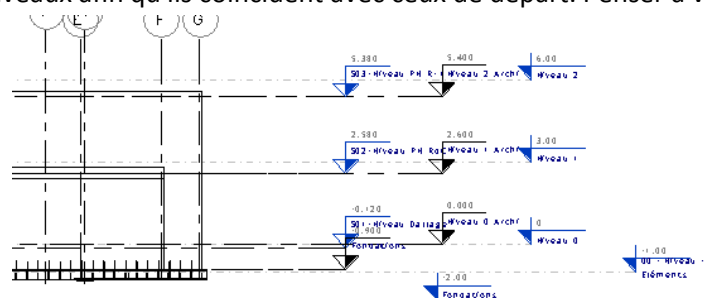 veaux afin qu'ils coïncident avec ceux de départ. Penser à v
E F G
5.380 5.400 6.00
S03 - Niveau PH R+ Niveau 2 Archi Niveau 2
2.580 2.600 3.00
S02 - Niveau PH RdC Niveau 1 Archi Niveau 1
-0.120 0.000 0
S01 - Niveau Dallage Niveau 0 Archi Niveau 0
-0.900
Fondations
-1.00
00 - Niveau
Eléments
-2.00
Fondations